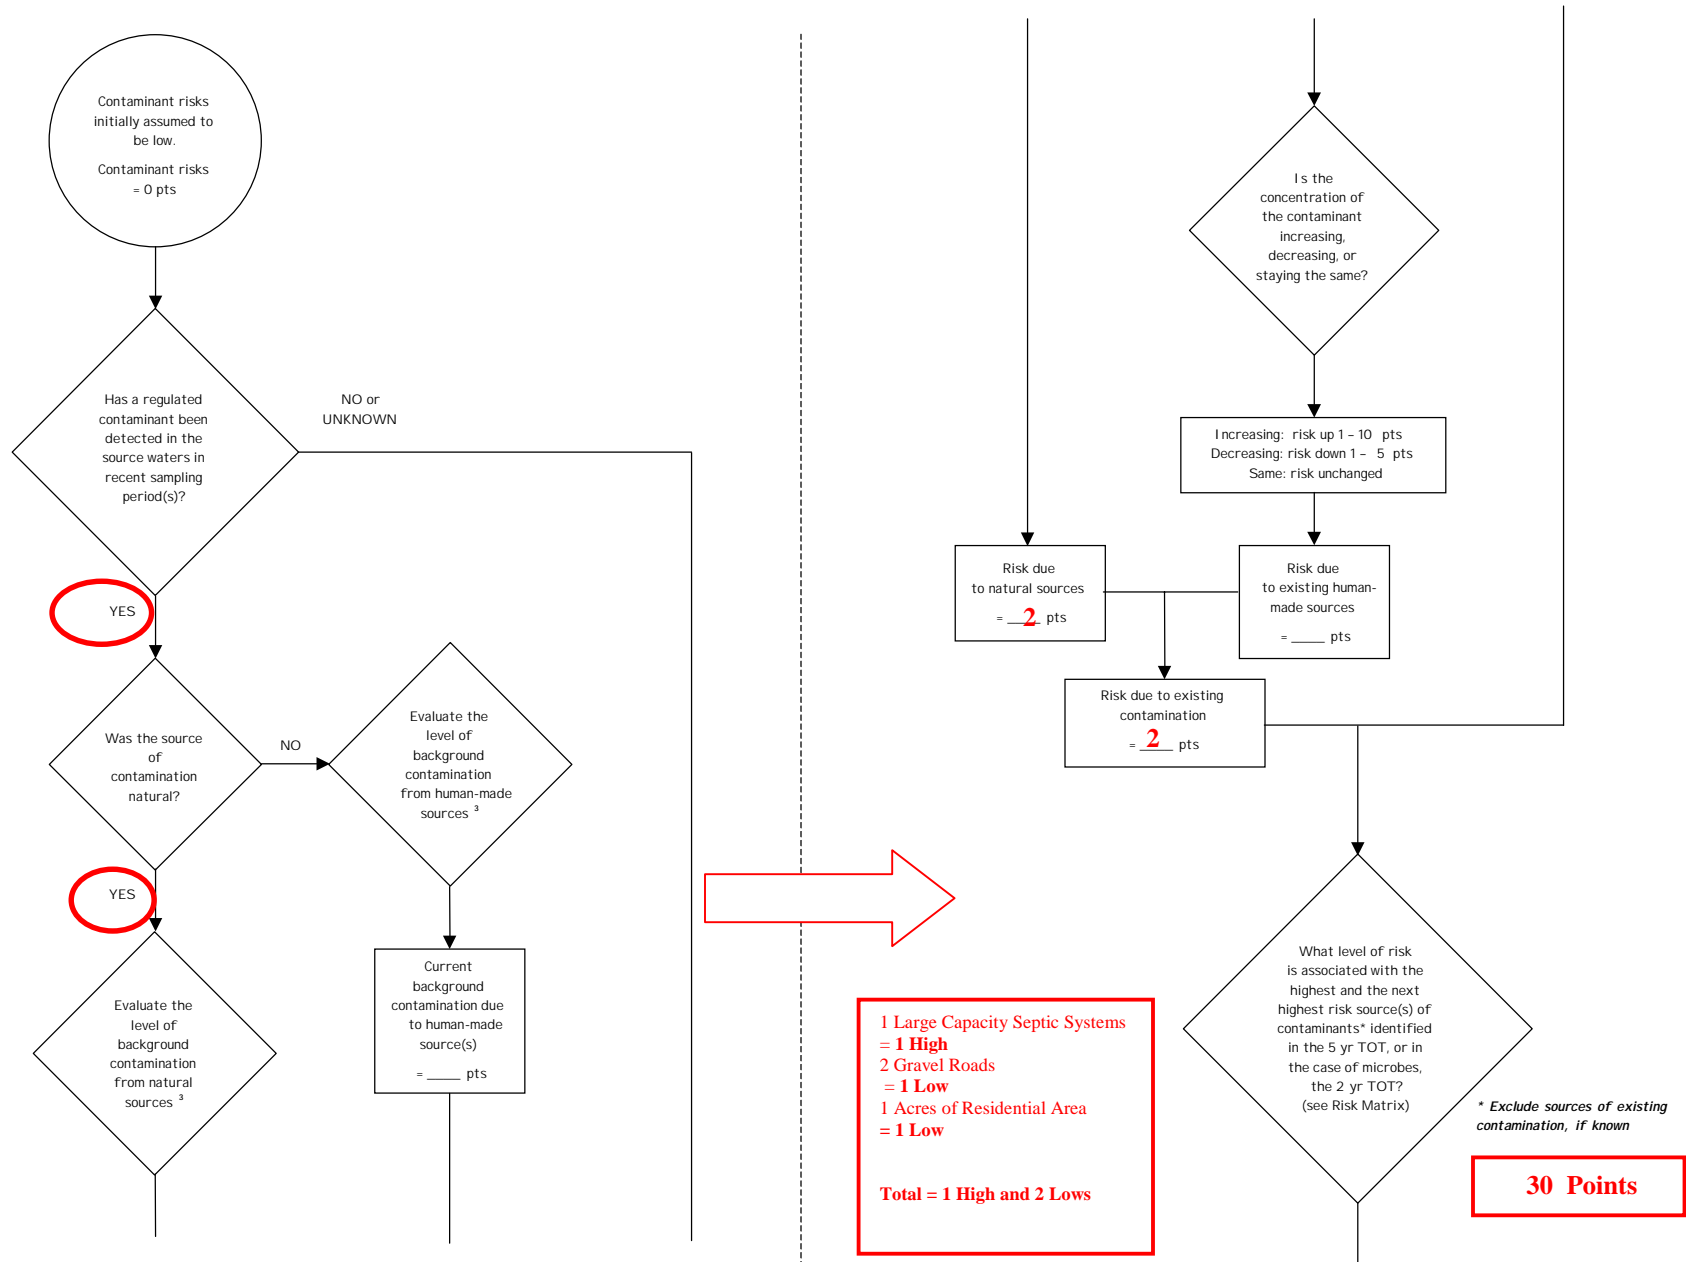 Contaminant risks
initially assumed to
be low.
Contaminant risks
= 0 pts
Has a regulated
contaminant been
detected in the
source waters in
recent sampling
period(s)?
NO or
UNKNOWN
YES
Was the source
of
contamination
natural?
NO
Evaluate the
level of
background
contamination
from human-made
sources ³
YES
Evaluate the
level of
background
contamination
from natural
sources ³
Current
background
contamination due
to human-made
source(s)
= _____ pts
Is the
concentration of
the contaminant
increasing,
decreasing, or
staying the same?
Increasing: risk up 1 – 10 pts
Decreasing: risk down 1 – 5 pts
Same: risk unchanged
Risk due
to natural sources
= __2__ pts
Risk due
to existing human-
made sources
= _____ pts
Risk due to existing
contamination
= __2__ pts
What level of risk
is associated with the
highest and the next
highest risk source(s) of
contaminants* identified
in the 5 yr TOT, or in
the case of microbes,
the 2 yr TOT?
(see Risk Matrix)
* Exclude sources of existing
contamination, if known
30 Points
1 Large Capacity Septic Systems
= 1 High
2 Gravel Roads
= 1 Low
1 Acres of Residential Area
= 1 Low
Total = 1 High and 2 Lows